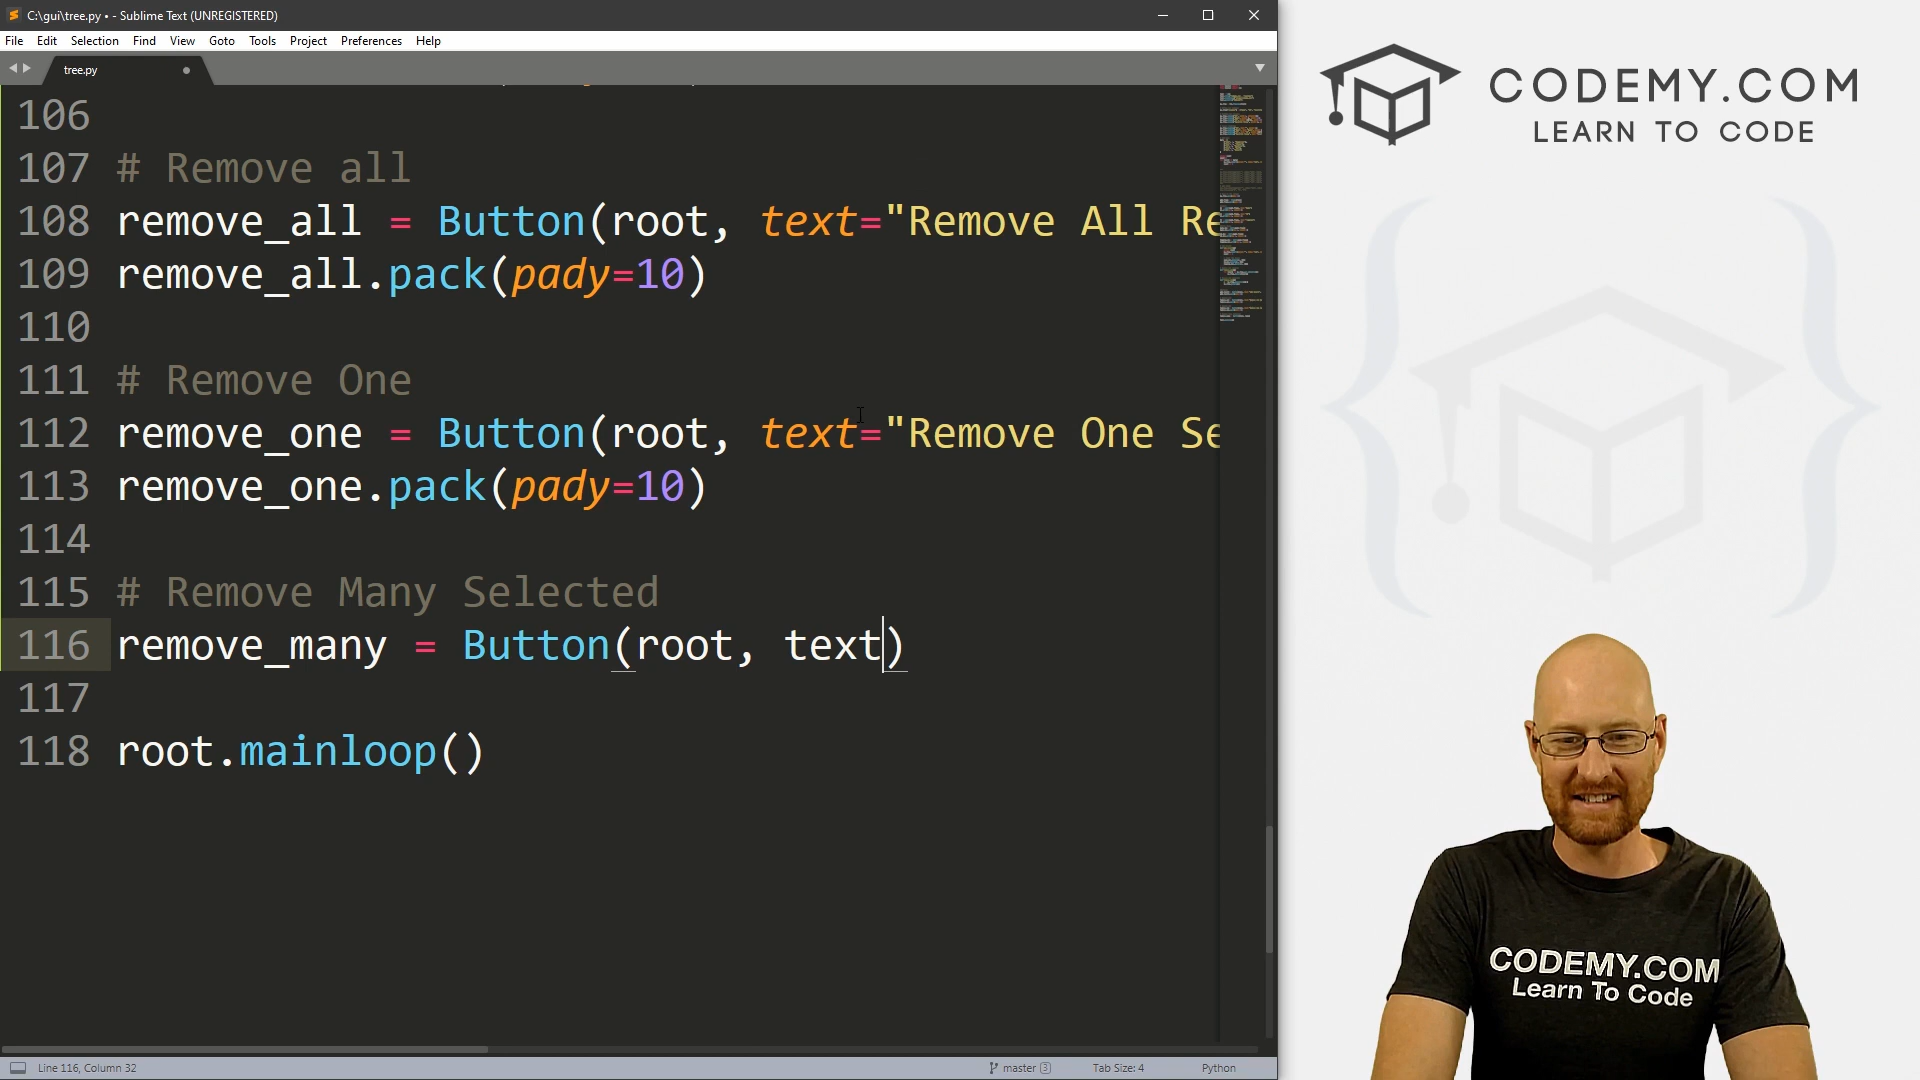 C:\gui\tree.py • - Sublime Text (UNREGISTERED)
File Edit Selection Find View Goto Tools Project Preferences Help
tree.py
106
107 # Remove all
108 remove_all = Button(root, text="Remove All Re
109 remove_all.pack(pady=10)
110
111 # Remove One
112 remove_one = Button(root, text="Remove One Se
113 remove_one.pack(pady=10)
114
115 # Remove Many Selected
116 remove_many = Button(root, text)
117
118 root.mainloop()
Line 116, Column 32
master 3
Tab Size: 4
Python
CODEMY.COM
LEARN TO CODE
CODEMY.COM
Learn To Code